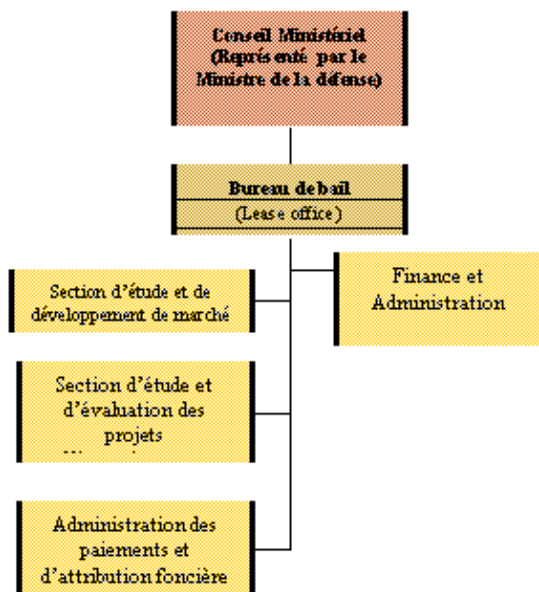 Conseil Ministériel
(Représenté par le
Ministre de la défense)
Bureau de bail
(Lease office)
Finance et
Administration
Section d'étude et de
développement de marché
Section d'étude et
d'évaluation des
projets
Administration des
paiements et
d'attribution foncière